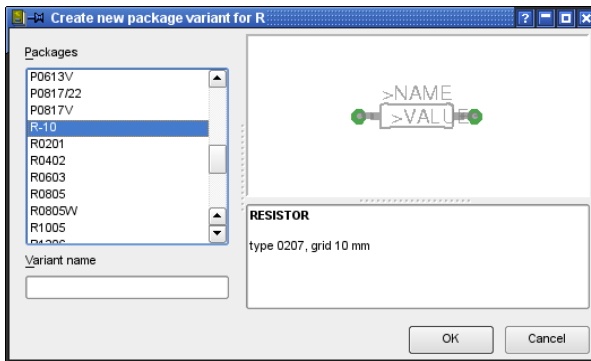 Create new package variant for R
Packages
P0613V
P0817/22
P0817V
R-10
R0201
R0402
R0603
R0805
R0805W
R1005
R1206
Variant name
>NAME
>VALUE
RESISTOR
type 0207, grid 10 mm
OK
Cancel